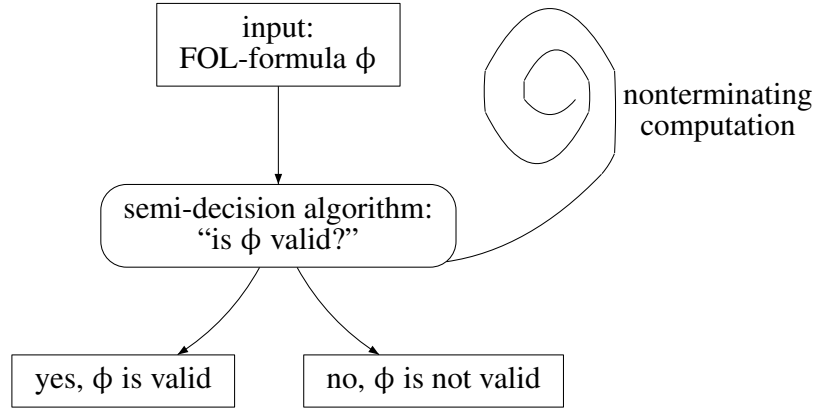 input:
FOL-formula ϕ
nonterminating
computation
semi-decision algorithm:
“is ϕ valid?”
yes, ϕ is valid
no, ϕ is not valid